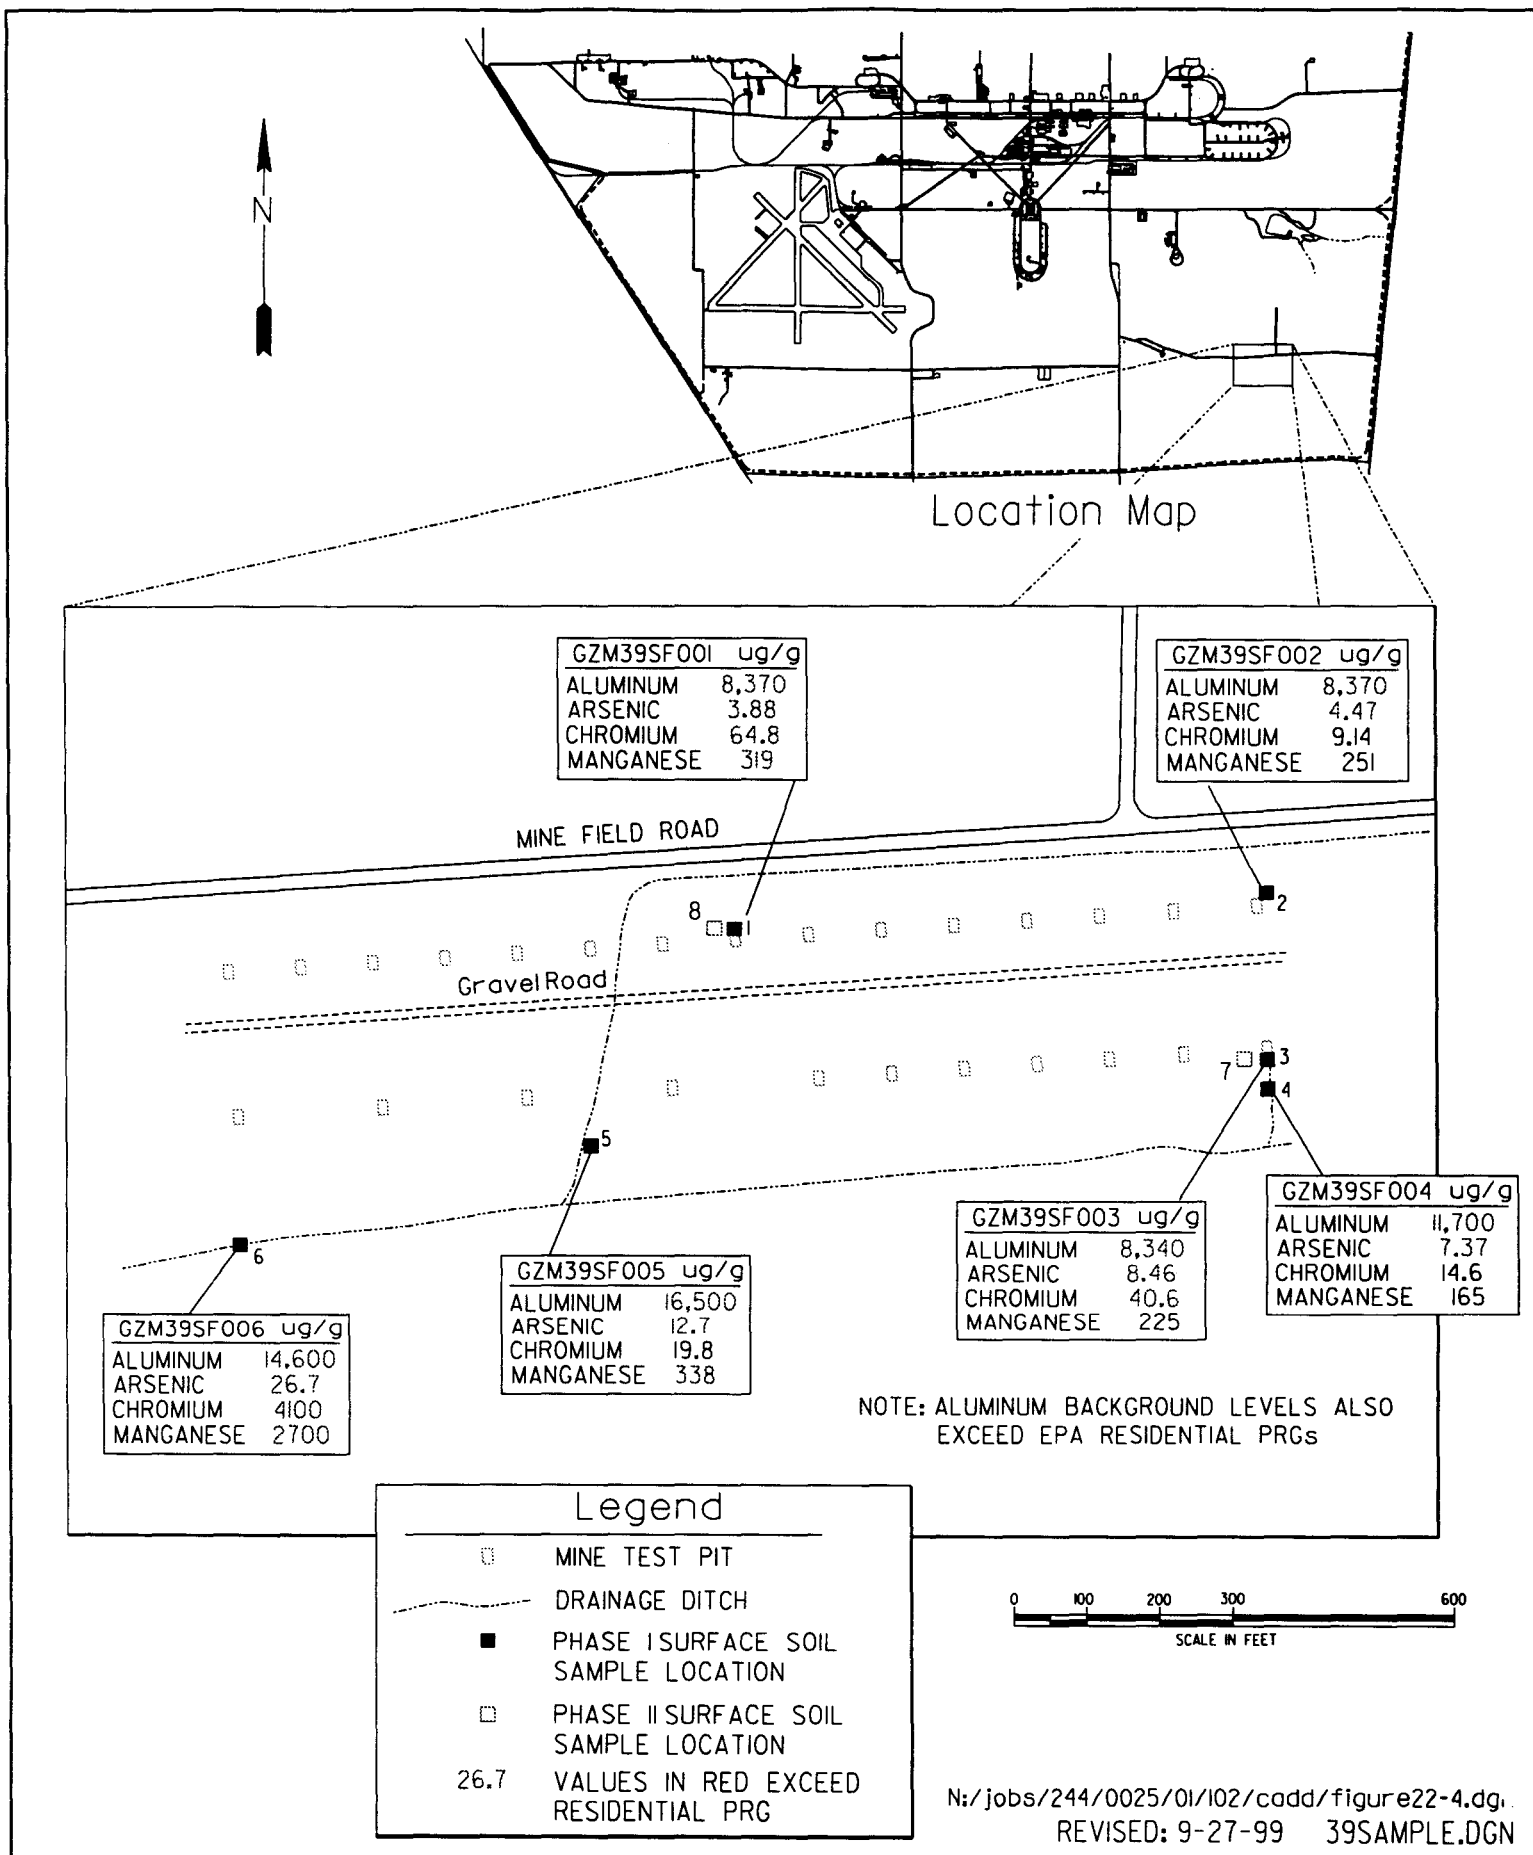 N
Location Map
GZM39SF001 ug/g
ALUMINUM 8,370
ARSENIC 3.88
CHROMIUM 64.8
MANGANESE 319
GZM39SF002 ug/g
ALUMINUM 8,370
ARSENIC 4.47
CHROMIUM 9.14
MANGANESE 251
MINE FIELD ROAD
8
1
2
Gravel Road
7
3
4
5
6
GZM39SF003 ug/g
ALUMINUM 8,340
ARSENIC 8.46
CHROMIUM 40.6
MANGANESE 225
GZM39SF004 ug/g
ALUMINUM 11,700
ARSENIC 7.37
CHROMIUM 14.6
MANGANESE 165
GZM39SF005 ug/g
ALUMINUM 16,500
ARSENIC 12.7
CHROMIUM 19.8
MANGANESE 338
GZM39SF006 ug/g
ALUMINUM 14,600
ARSENIC 26.7
CHROMIUM 4100
MANGANESE 2700
NOTE: ALUMINUM BACKGROUND LEVELS ALSO
EXCEED EPA RESIDENTIAL PRGs
Legend
MINE TEST PIT
DRAINAGE DITCH
PHASE I SURFACE SOIL
SAMPLE LOCATION
PHASE II SURFACE SOIL
SAMPLE LOCATION
26.7 VALUES IN RED EXCEED
RESIDENTIAL PRG
0 100 200 300 600
SCALE IN FEET
N:/jobs/244/0025/01/102/cadd/figure22-4.dgn
REVISED: 9-27-99 39SAMPLE.DGN